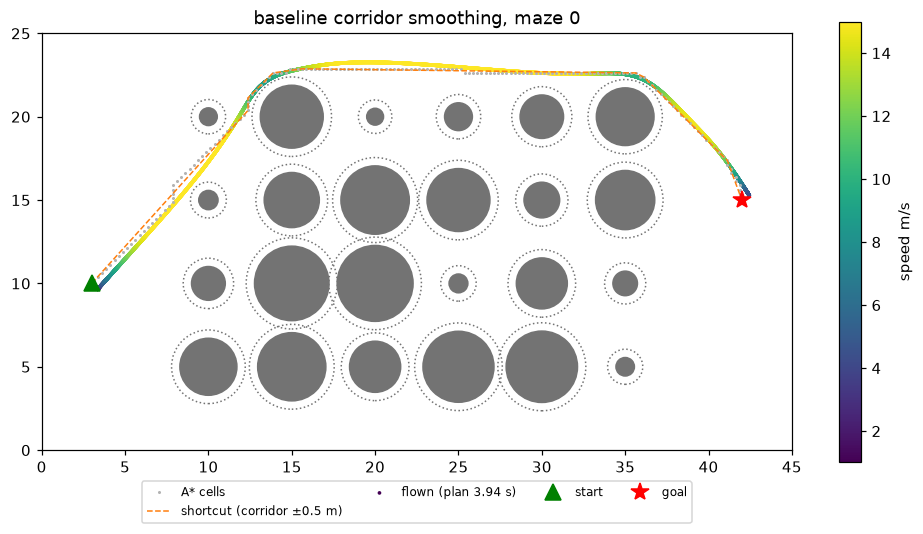 baseline corridor smoothing, maze 0
25
20
15
10
5
0
0 5 10 15 20 25 30 35 40 45
14
12
10
8
6
4
2
speed m/s
A* cells
shortcut (corridor ±0.5 m)
flown (plan 3.94 s)
start
goal